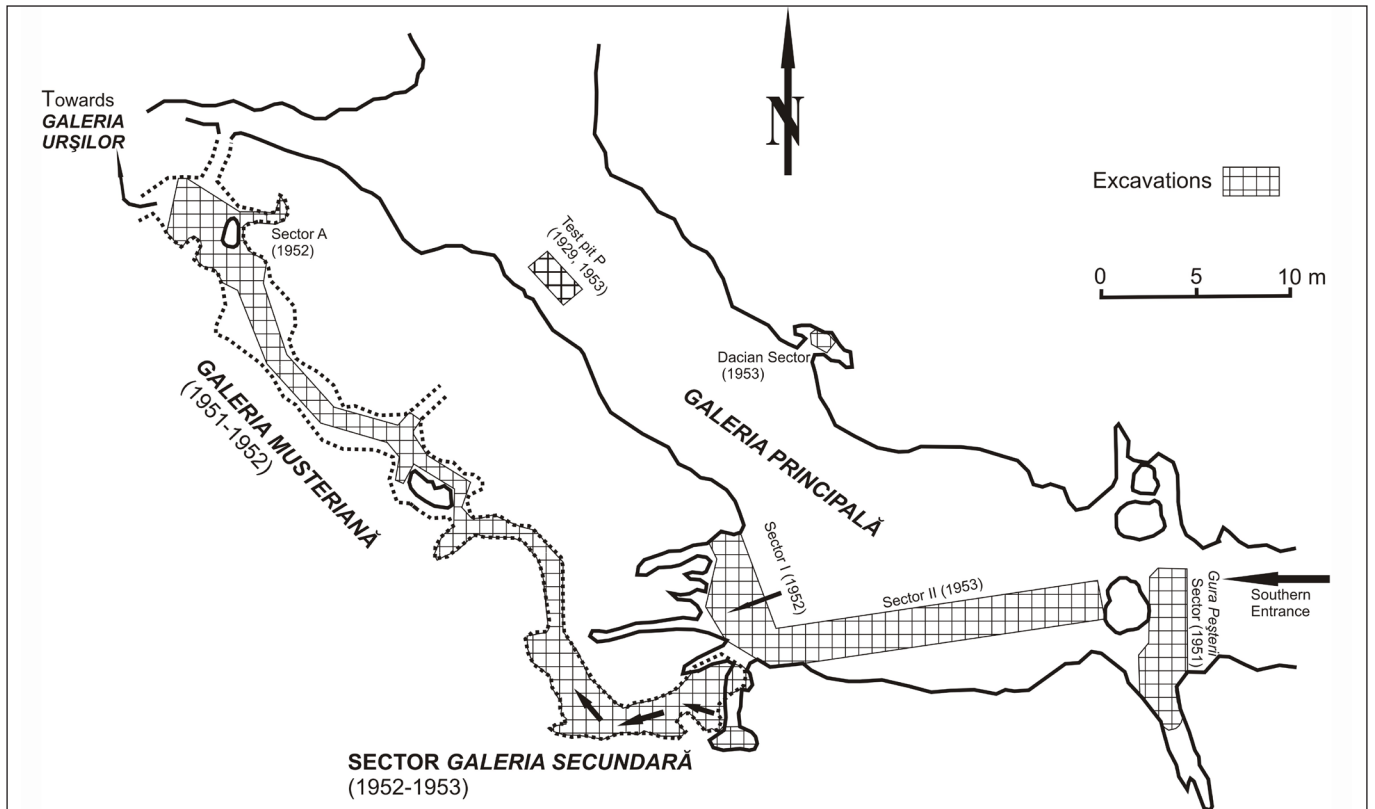 Towards
GALERIA
URŞILOR
N
Excavations
0 5 10 m
Sector A
(1952)
Test pit P
(1929, 1953)
Dacian Sector
(1953)
GALERIA MUSTERIANĂ
(1951-1952)
GALERIA PRINCIPALĂ
Sector I (1952)
Sector II (1953)
Gura Peşterii
Sector (1951)
Southern
Entrance
SECTOR GALERIA SECUNDARĂ
(1952-1953)